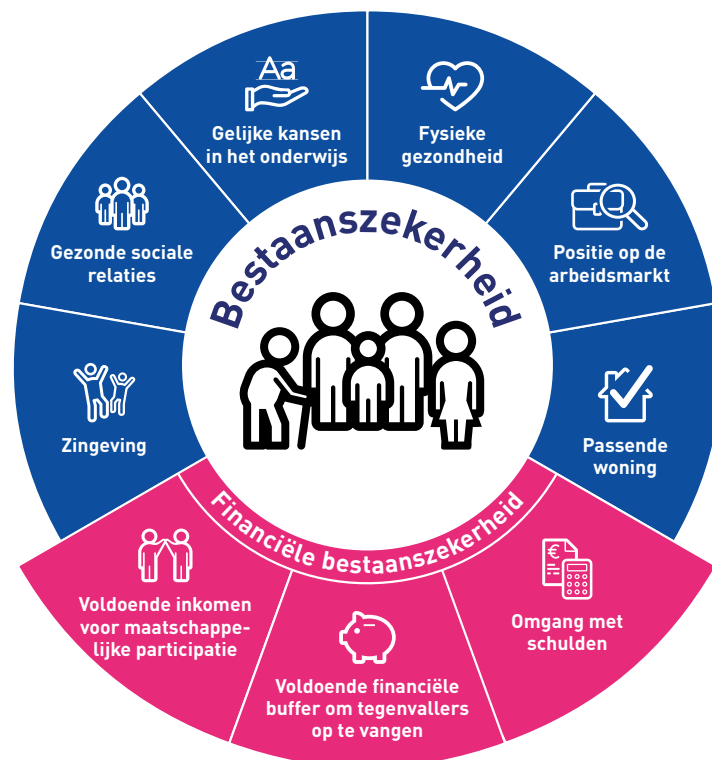 Aa
Gelijke kansen
in het onderwijs
Fysieke
gezondheid
Gezonde sociale
relaties
Positie op de
arbeidsmarkt
Bestaanszekerheid
Zingeving
Passende
woning
Financiële bestaanszekerheid
Voldoende inkomen
voor maatschappe-
lijke participatie
€
Omgang met
schulden
Voldoende financiële
buffer om tegenvallers
op te vangen